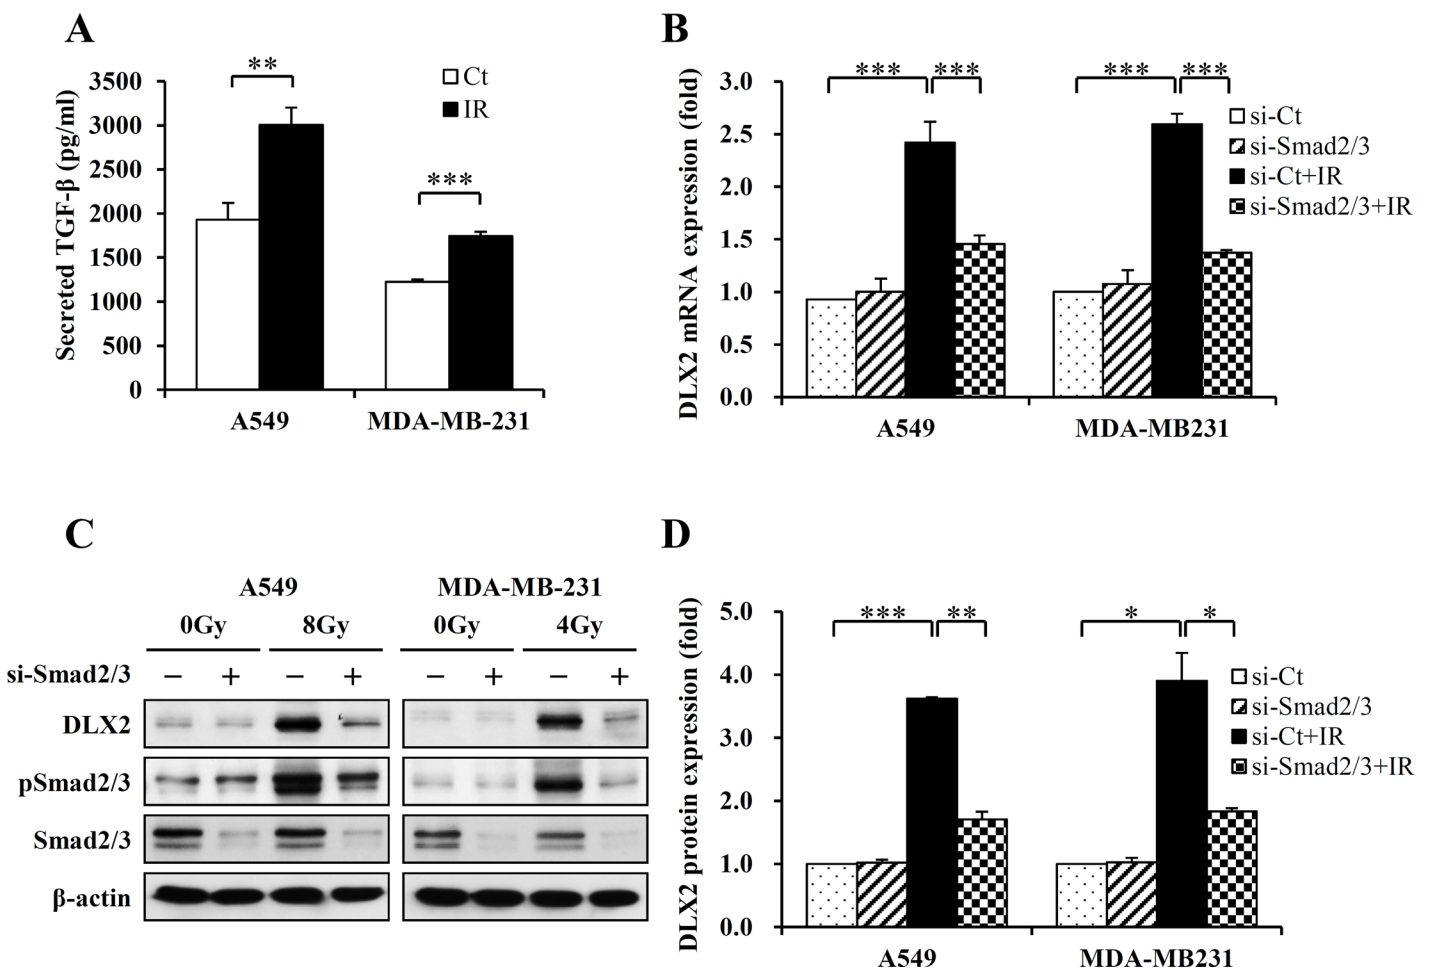 A
**
Ct
IR
***
3500
3000
2500
2000
1500
1000
500
0
Secreted TGF-β (pg/ml)
A549 MDA-MB-231
B
*** *** *** ***
3.0
2.5
2.0
1.5
1.0
0.5
0.0
DLX2 mRNA expression (fold)
si-Ct
si-Smad2/3
si-Ct+IR
si-Smad2/3+IR
A549 MDA-MB231
C
A549 MDA-MB-231
0Gy 8Gy 0Gy 4Gy
si-Smad2/3 − + − + − + − +
DLX2
pSmad2/3
Smad2/3
β-actin
D
*** ** * *
5.0
4.0
3.0
2.0
1.0
0.0
DLX2 protein expression (fold)
si-Ct
si-Smad2/3
si-Ct+IR
si-Smad2/3+IR
A549 MDA-MB231